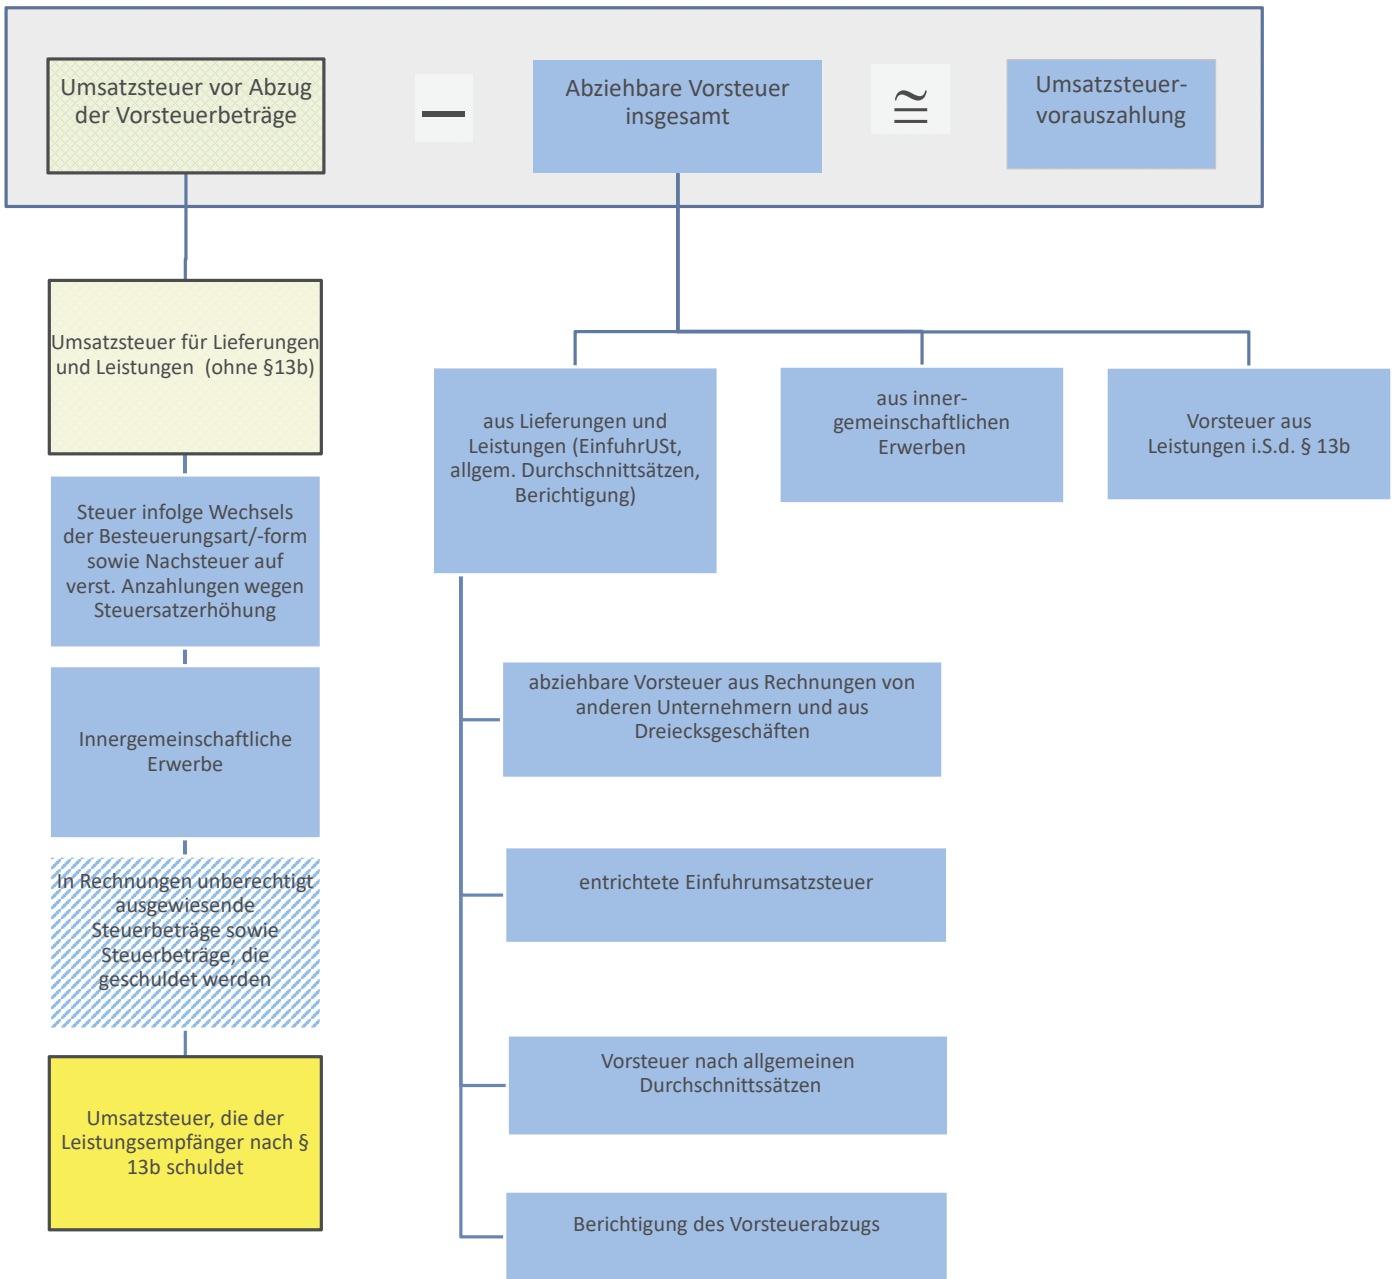 Umsatzsteuer vor Abzug
der Vorsteuerbeträge
—
Abziehbare Vorsteuer
insgesamt
≅
Umsatzsteuer-
vorauszahlung
Umsatzsteuer für Lieferungen
und Leistungen (ohne §13b)
Steuer infolge Wechsels
der Besteuerungsart/-form
sowie Nachsteuer auf
verst. Anzahlungen wegen
Steuersatzerhöhung
Innergemeinschaftliche
Erwerbe
In Rechnungen unberechtigt
ausgewiesende
Steuerbeträge sowie
Steuerbeträge, die
geschuldet werden
Umsatzsteuer, die der
Leistungsempfänger nach §
13b schuldet
aus Lieferungen und
Leistungen (EinfuhrUSt,
allgem. Durchschnittsätzen,
Berichtigung)
aus inner-
gemeinschaftlichen
Erwerben
Vorsteuer aus
Leistungen i.S.d. § 13b
abziehbare Vorsteuer aus Rechnungen von
anderen Unternehmern und aus
Dreiecksgeschäften
entrichtete Einfuhrumsatzsteuer
Vorsteuer nach allgemeinen
Durchschnittssätzen
Berichtigung des Vorsteuerabzugs